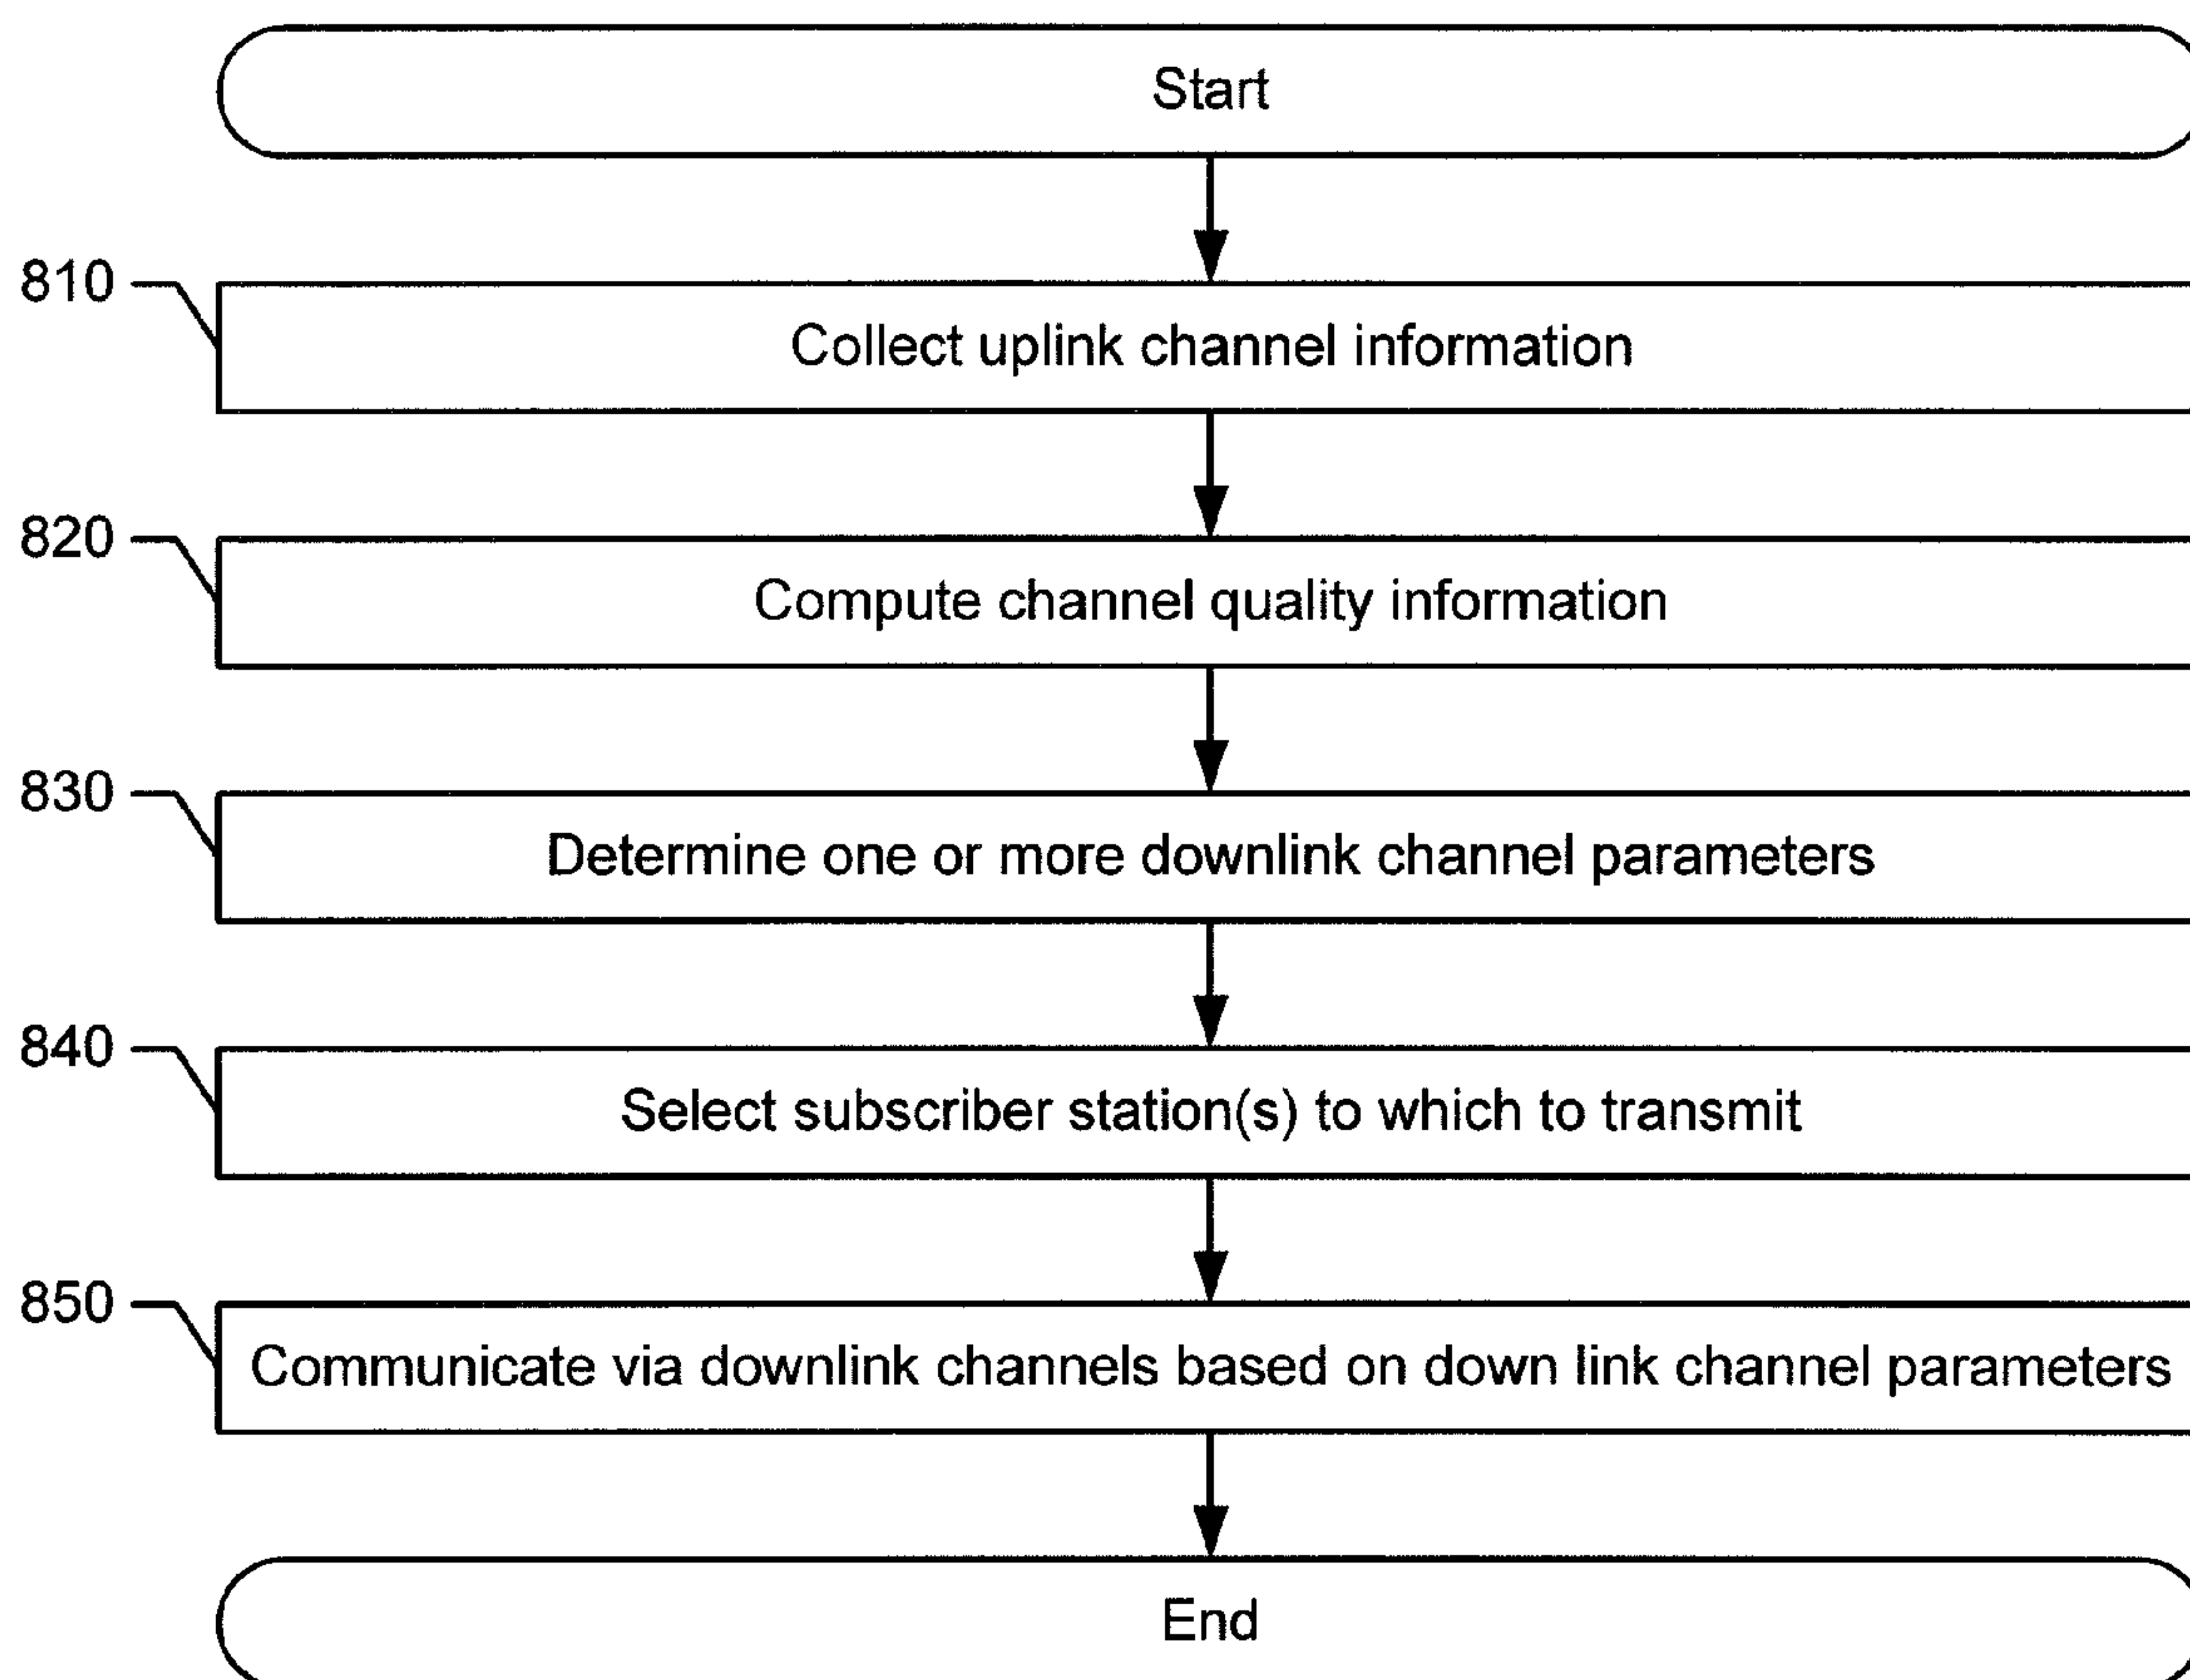 Start
810
Collect uplink channel information
820
Compute channel quality information
830
Determine one or more downlink channel parameters
840
Select subscriber station(s) to which to transmit
850
Communicate via downlink channels based on down link channel parameters
End